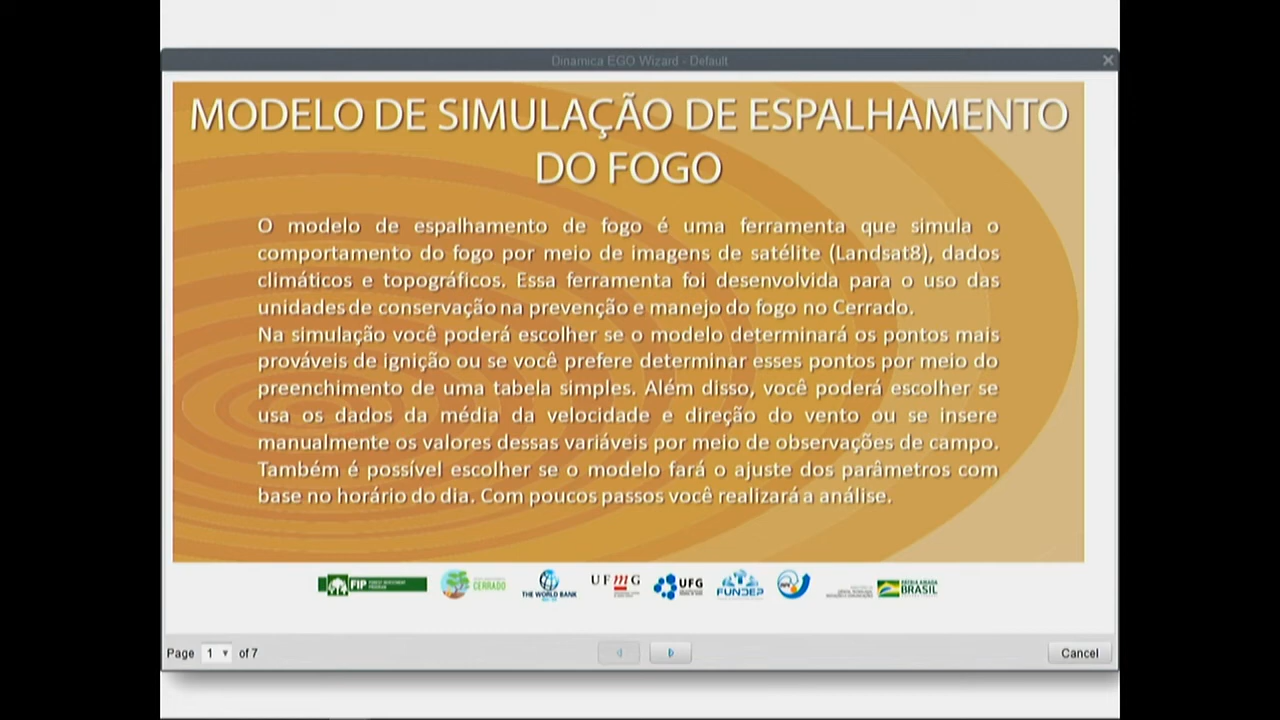 Dinamica EGO Wizard - Default
MODELO DE SIMULAÇÃO DE ESPALHAMENTO
DO FOGO
O modelo de espalhamento de fogo é uma ferramenta que simula o
comportamento do fogo por meio de imagens de satélite (Landsat8), dados
climáticos e topográficos. Essa ferramenta foi desenvolvida para o uso das
unidades de conservação na prevenção e manejo do fogo no Cerrado.
Na simulação você poderá escolher se o modelo determinará os pontos mais
prováveis de ignição ou se você prefere determinar esses pontos por meio do
preenchimento de uma tabela simples. Além disso, você poderá escolher se
usa os dados da média da velocidade e direção do vento ou se insere
manualmente os valores dessas variáveis por meio de observações de campo.
Também é possível escolher se o modelo fará o ajuste dos parâmetros com
base no horário do dia. Com poucos passos você realizará a análise.
FIP FOREST INVESTMENT PROGRAM
CERRADO
THE WORLD BANK
UFMG
UFG
FUNDEP
PÁTRIA AMADA
BRASIL
Page 1 of 7
Cancel